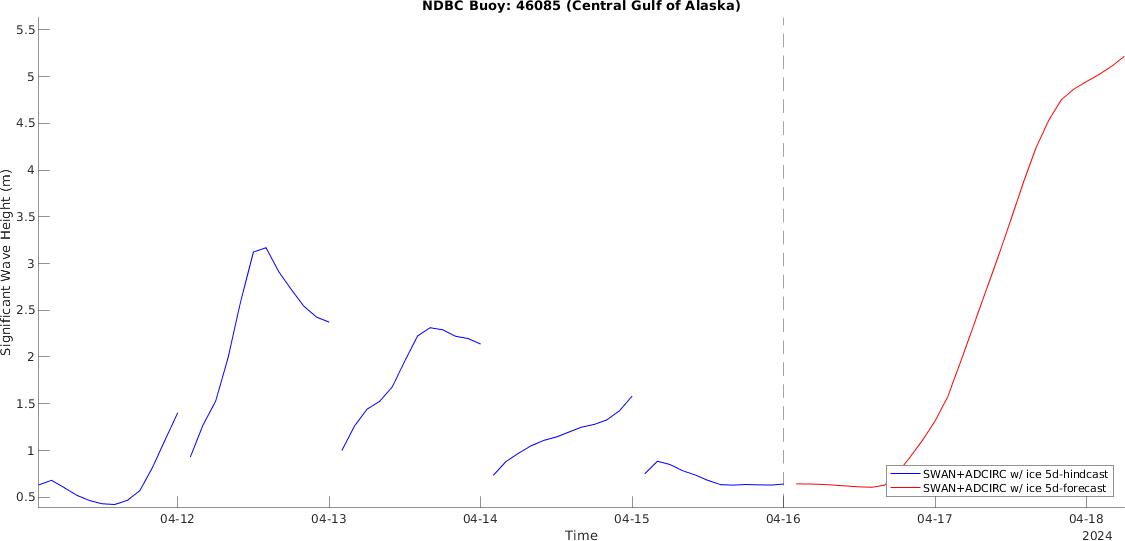 NDBC Buoy: 46085 (Central Gulf of Alaska)
Significant Wave Height (m)
5.5
5
4.5
4
3.5
3
2.5
2
1.5
1
0.5
SWAN+ADCIRC w/ ice 5d-hindcast
SWAN+ADCIRC w/ ice 5d-forecast
04-12 04-13 04-14 04-15 04-16 04-17 04-18
Time
2024